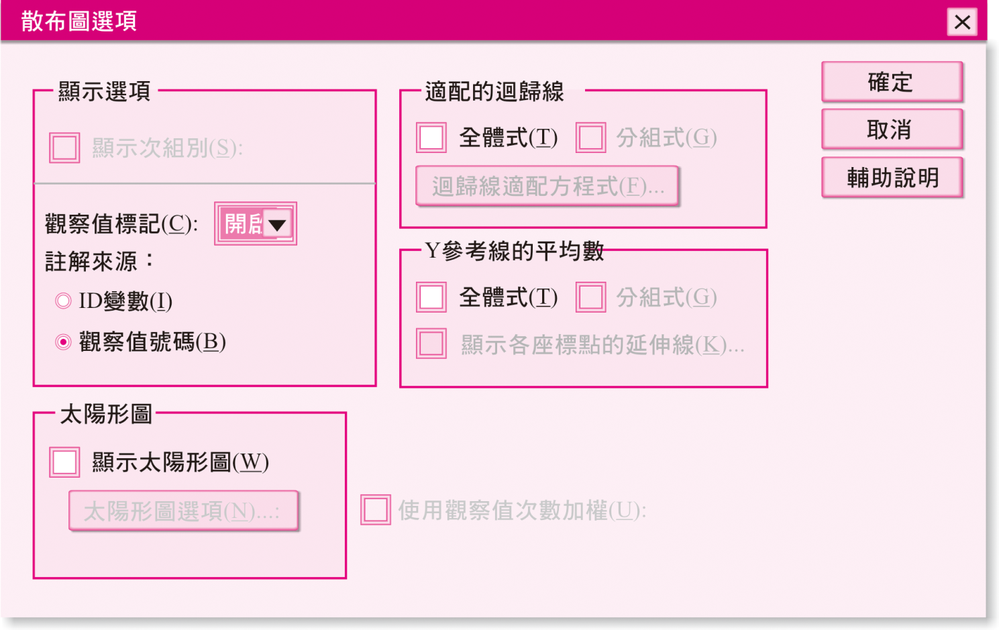 散布圖選項
顯示選項
顯示次組別(S):
觀察值標記(C): 開啟
註解來源：
ID變數(I)
觀察值號碼(B)
適配的迴歸線
全體式(T) 分組式(G)
迴歸線適配方程式(F)...
Y參考線的平均數
全體式(T) 分組式(G)
顯示各座標點的延伸線(K)...
確定
取消
輔助說明
太陽形圖
顯示太陽形圖(W)
太陽形圖選項(N)...:
使用觀察值次數加權(U):